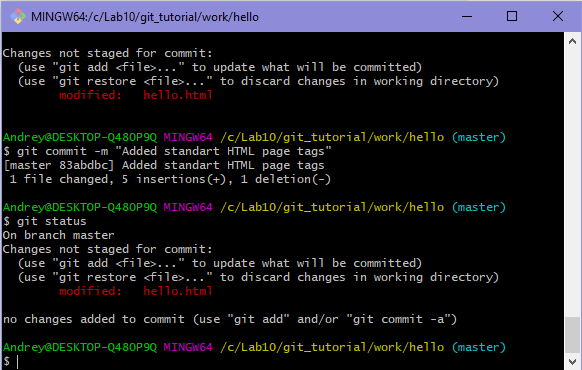 MINGW64:/c/Lab10/git_tutorial/work/hello
Changes not staged for commit:
  (use "git add <file>..." to update what will be committed)
  (use "git restore <file>..." to discard changes in working directory)
        modified:   hello.html
Andrey@DESKTOP-Q48OP9Q MINGW64 /c/Lab10/git_tutorial/work/hello (master)
$ git commit -m "Added standart HTML page tags"
[master 83abdbc] Added standart HTML page tags
 1 file changed, 5 insertions(+), 1 deletion(-)
Andrey@DESKTOP-Q48OP9Q MINGW64 /c/Lab10/git_tutorial/work/hello (master)
$ git status
On branch master
Changes not staged for commit:
  (use "git add <file>..." to update what will be committed)
  (use "git restore <file>..." to discard changes in working directory)
        modified:   hello.html
no changes added to commit (use "git add" and/or "git commit -a")
Andrey@DESKTOP-Q48OP9Q MINGW64 /c/Lab10/git_tutorial/work/hello (master)
$